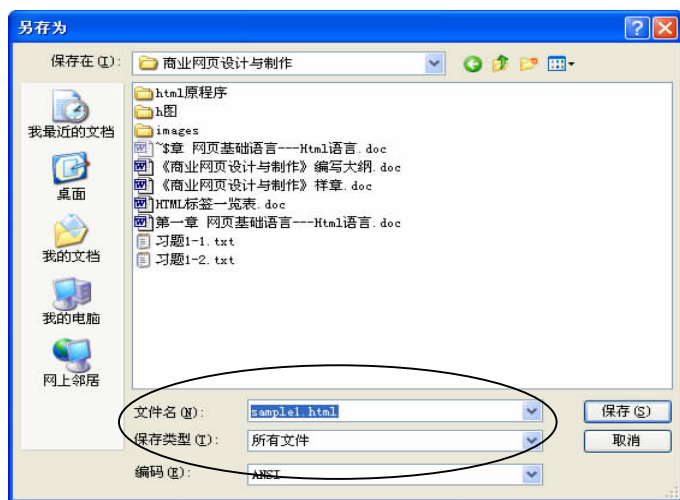 另存为
保存在(I):
商业网页设计与制作
我最近的文档
桌面
我的文档
我的电脑
网上邻居
html原程序
h图
images
~$章 网页基础语言---Html语言.doc
《商业网页设计与制作》编写大纲.doc
《商业网页设计与制作》样章.doc
HTML标签一览表.doc
第一章 网页基础语言---Html语言.doc
习题1-1.txt
习题1-2.txt
文件名(N):
sample1.html
保存(S)
保存类型(T):
所有文件
取消
编码(E):
ANSI